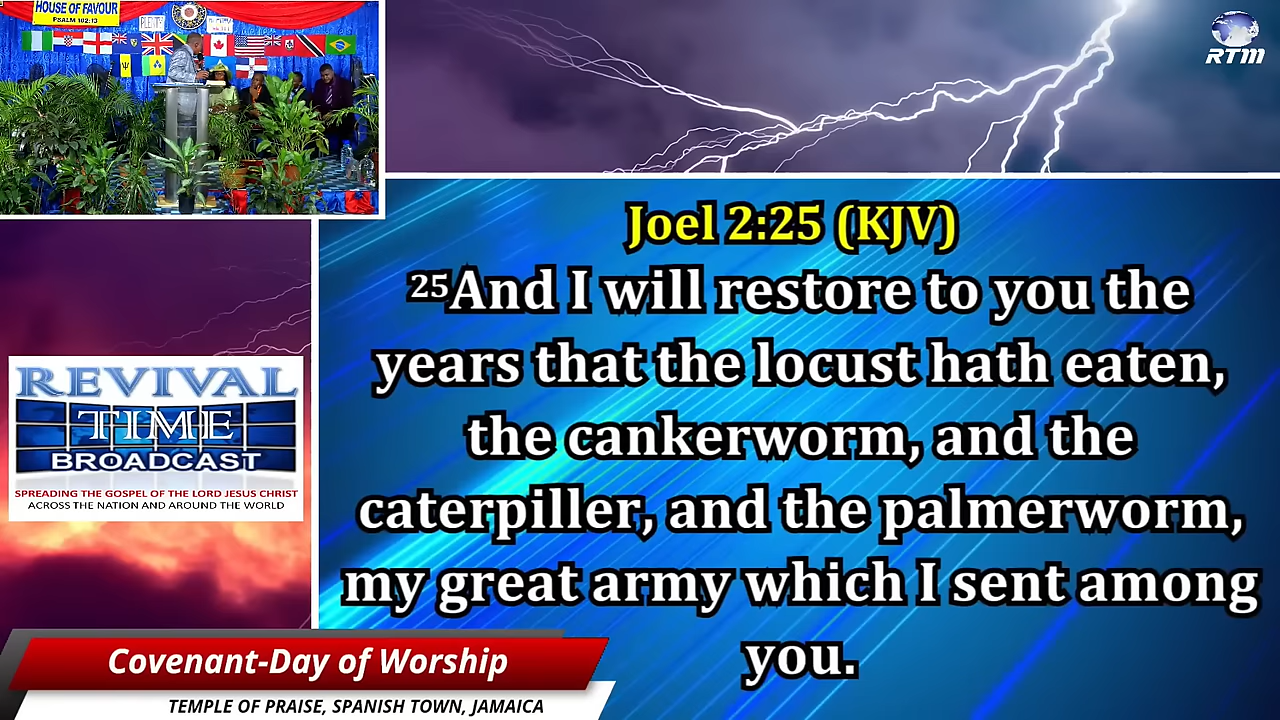 HOUSE OF FAVOUR
PSALM 102:13
RTM
Joel 2:25 (KJV)
25And I will restore to you the
years that the locust hath eaten,
the cankerworm, and the
caterpiller, and the palmerworm,
my great army which I sent among
you.
REVIVAL
TIME
BROADCAST
SPREADING THE GOSPEL OF THE LORD JESUS CHRIST
ACROSS THE NATION AND AROUND THE WORLD
Covenant-Day of Worship
TEMPLE OF PRAISE, SPANISH TOWN, JAMAICA